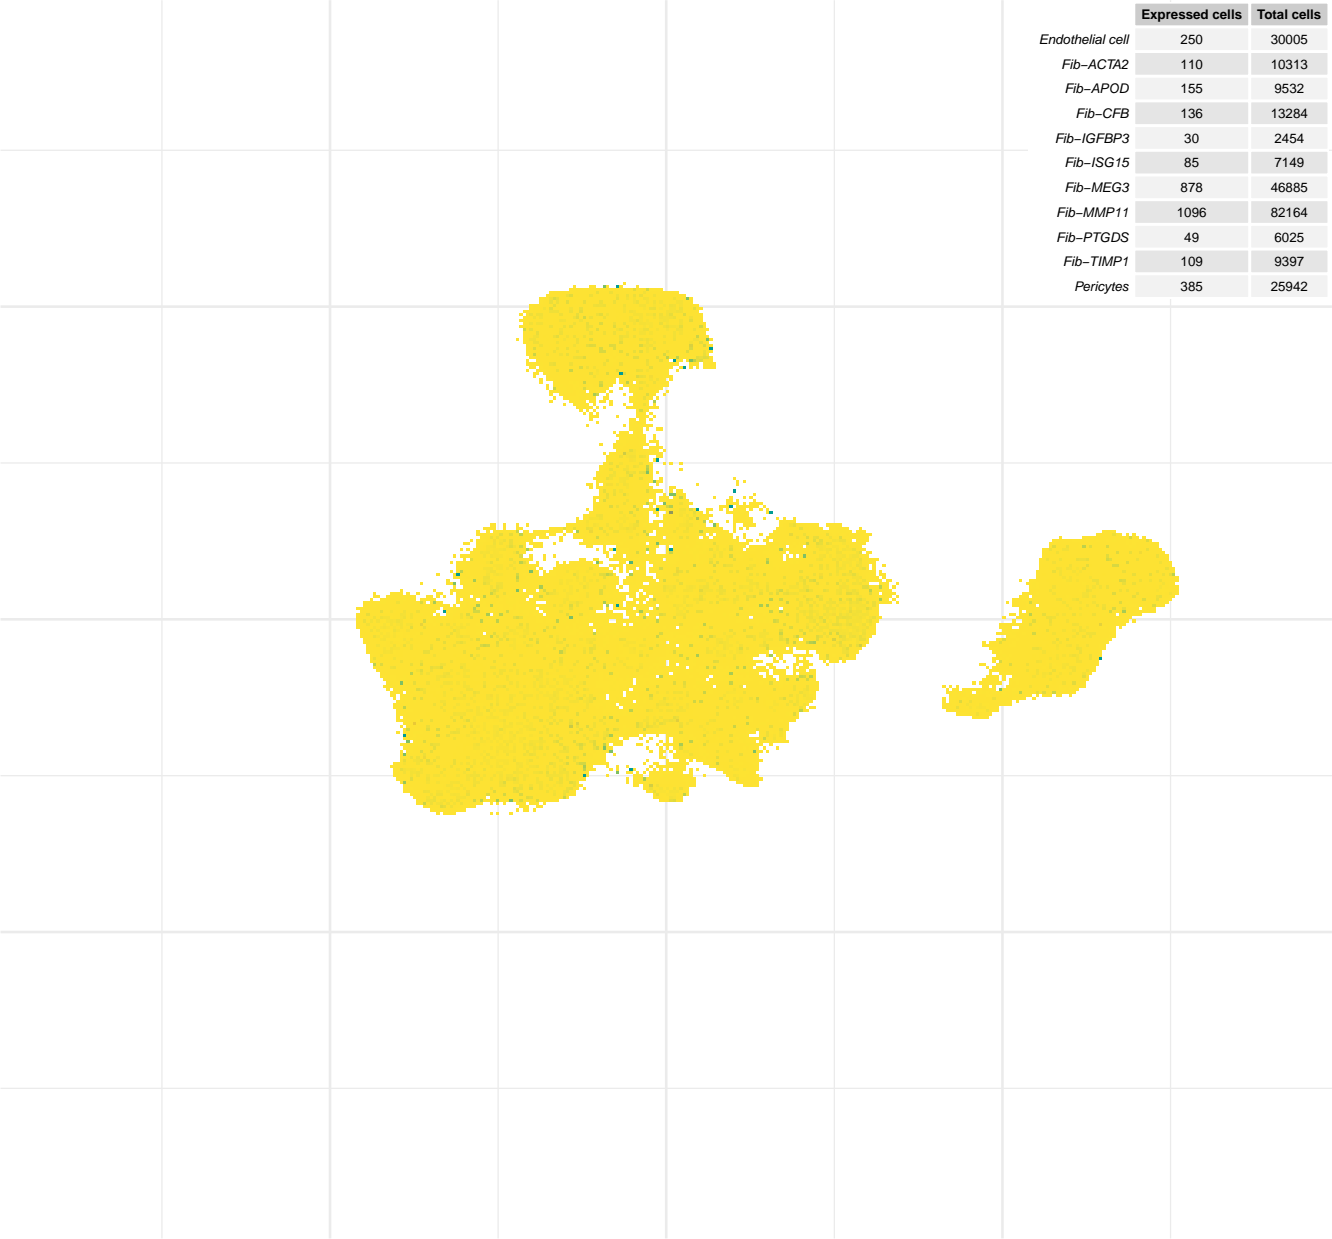 Expressed cells Total cells
Endothelial cell 250 30005
Fib−ACTA2 110 10313
Fib−APOD 155 9532
Fib−CFB 136 13284
Fib−IGFBP3 30 2454
Fib−ISG15 85 7149
Fib−MEG3 878 46885
Fib−MMP11 1096 82164
Fib−PTGDS 49 6025
Fib−TIMP1 109 9397
Pericytes 385 25942